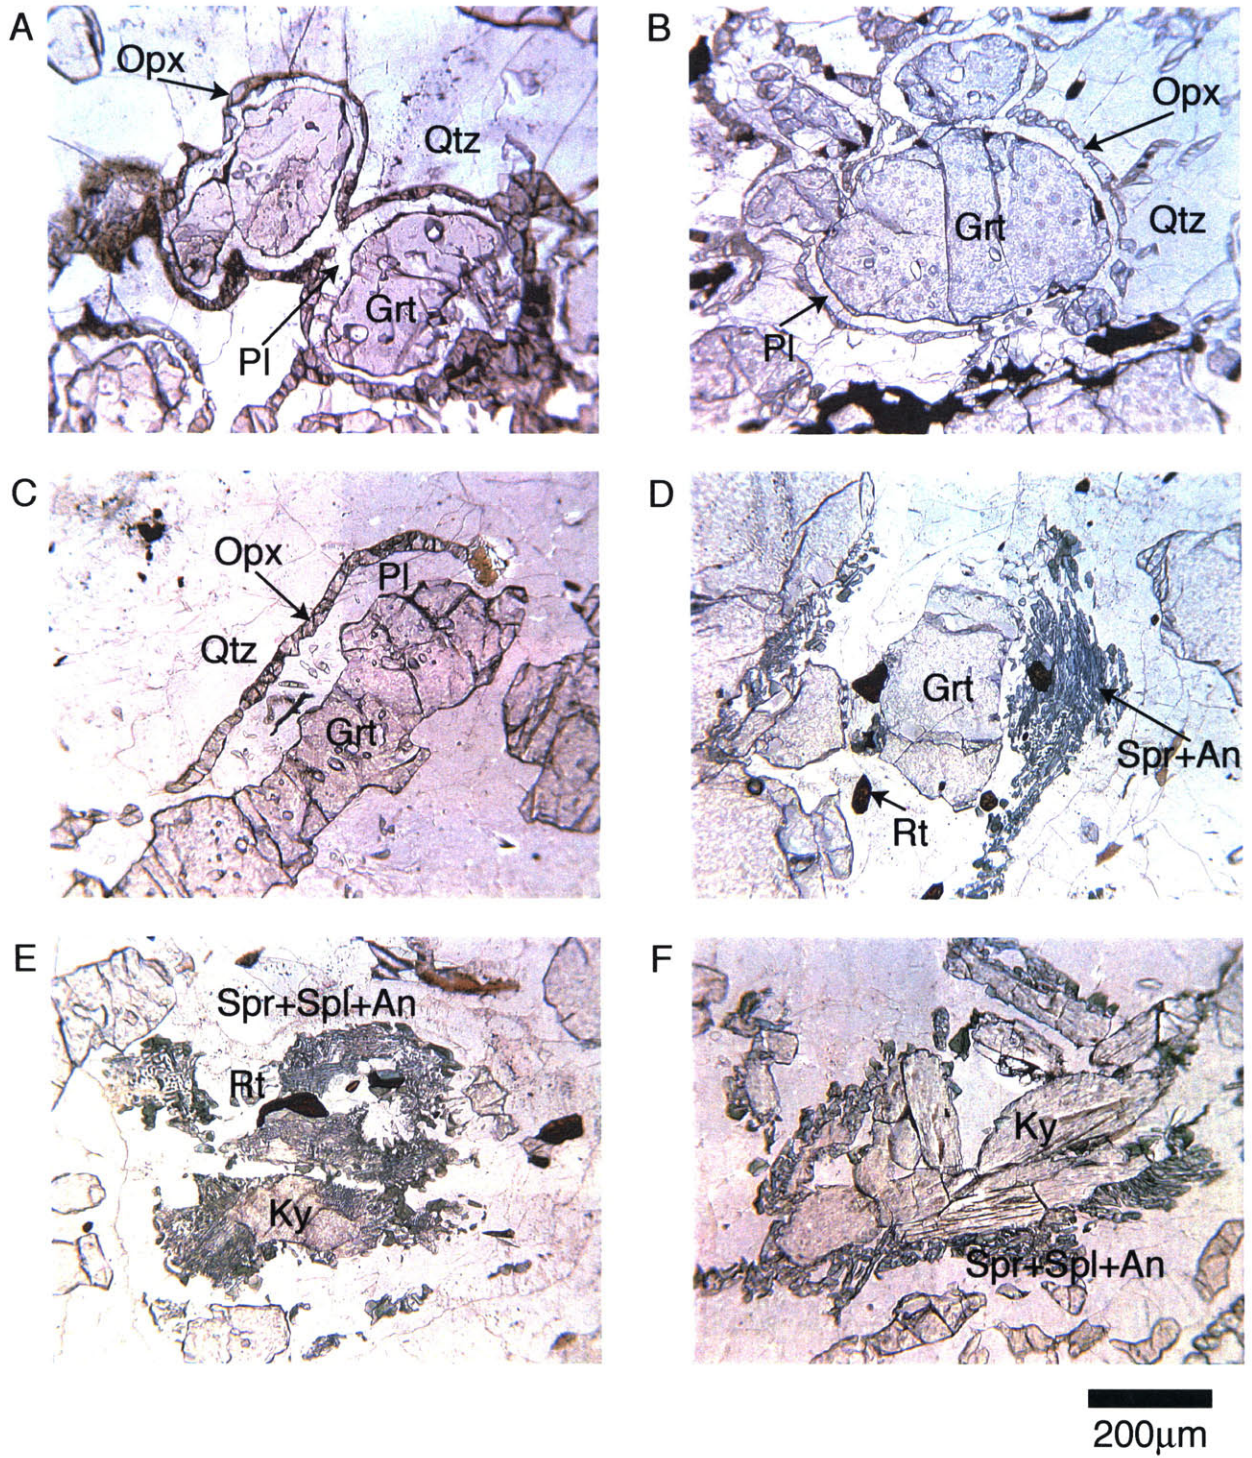 A
Opx
Qtz
Grt
Pl
B
Opx
Grt
Qtz
Pl
C
Opx
Pl
Qtz
Grt
D
Grt
Spr+An
Rt
E
Spr+Spl+An
Rt
Ky
F
Ky
Spr+Spl+An
200μm